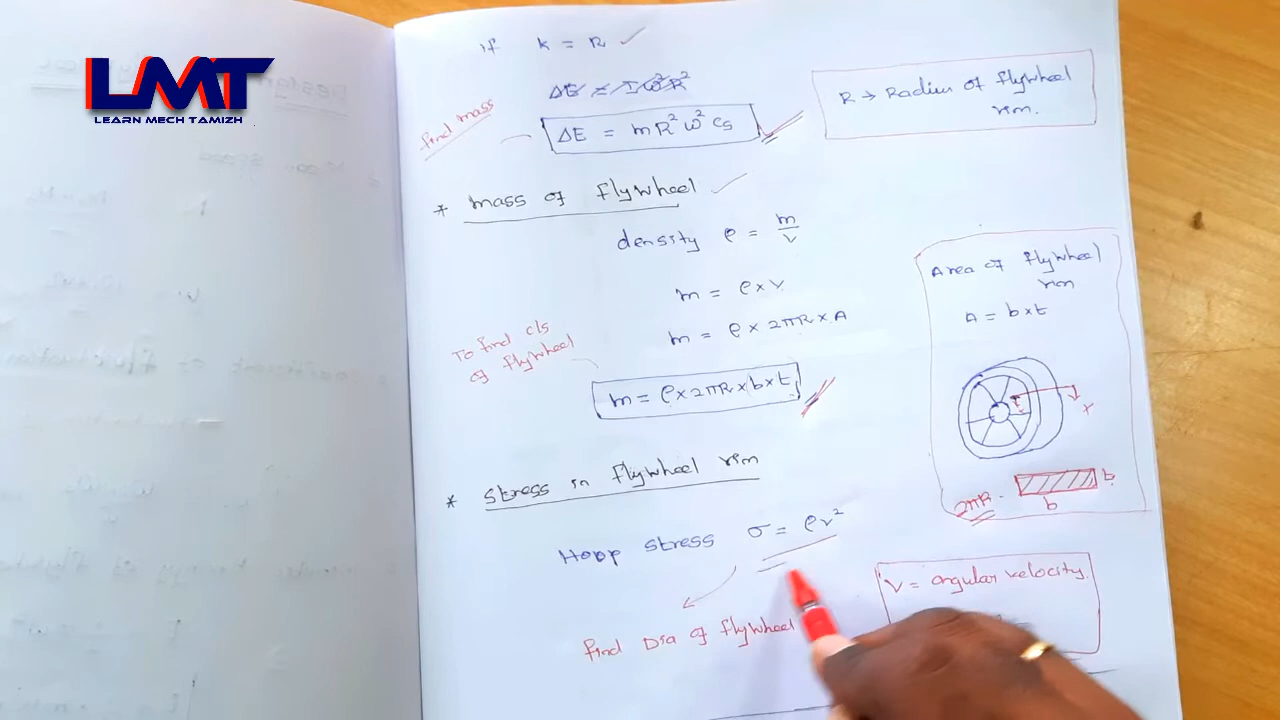 LMT
LEARN MECH TAMIZH
if K = R ✓
ΔE = mR²ω²Cs
find mass
R → Radius of flywheel
rim.
* Mass of flywheel
density ρ = m/v
m = ρ×v
m = ρ × 2πR × A
To find c/s
of flywheel
m = ρ×2πR×b×t
Area of flywheel
rim
A = b×t
t
x
2πR
b
b
* Stress in flywheel rim
Hoop stress σ = ρv²
find Dia of flywheel
V = angular velocity